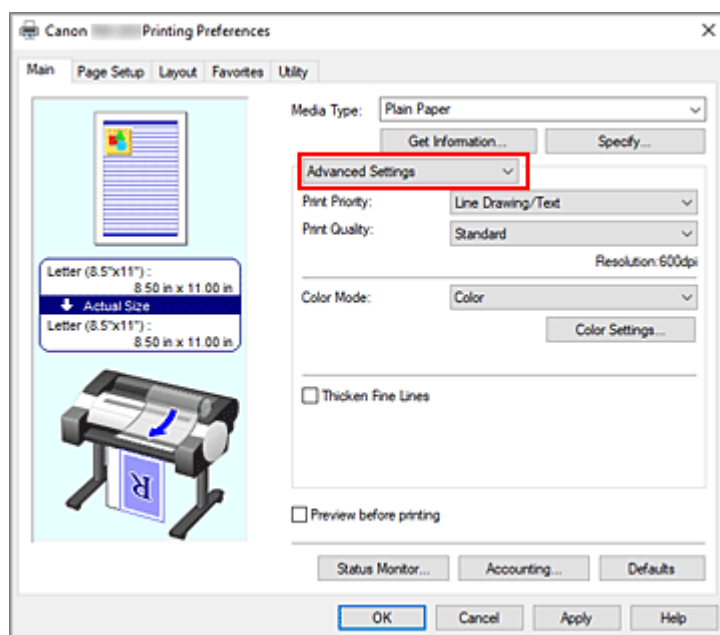 Canon Printing Preferences
Main Page Setup Layout Favorites Utility
Media Type: Plain Paper
Get Information... Specify...
Advanced Settings
Print Priority: Line Drawing/Text
Print Quality: Standard
Resolution:600dpi
Letter (8.5"x11") :
8.50 in x 11.00 in
Actual Size
Letter (8.5"x11") :
8.50 in x 11.00 in
Color Mode: Color
Color Settings...
Thicken Fine Lines
R
Preview before printing
Status Monitor... Accounting... Defaults
OK Cancel Apply Help